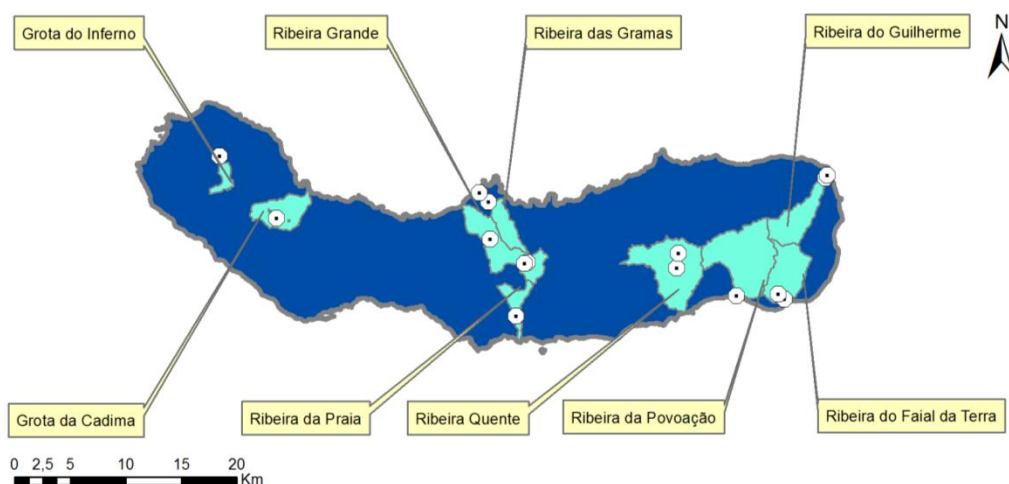 Grota do Inferno
Ribeira Grande
Ribeira das Gramas
Ribeira do Guilherme
N
Grota da Cadima
Ribeira da Praia
Ribeira Quente
Ribeira da Povoação
Ribeira do Faial da Terra
0 2,5 5 10 15 20
Km